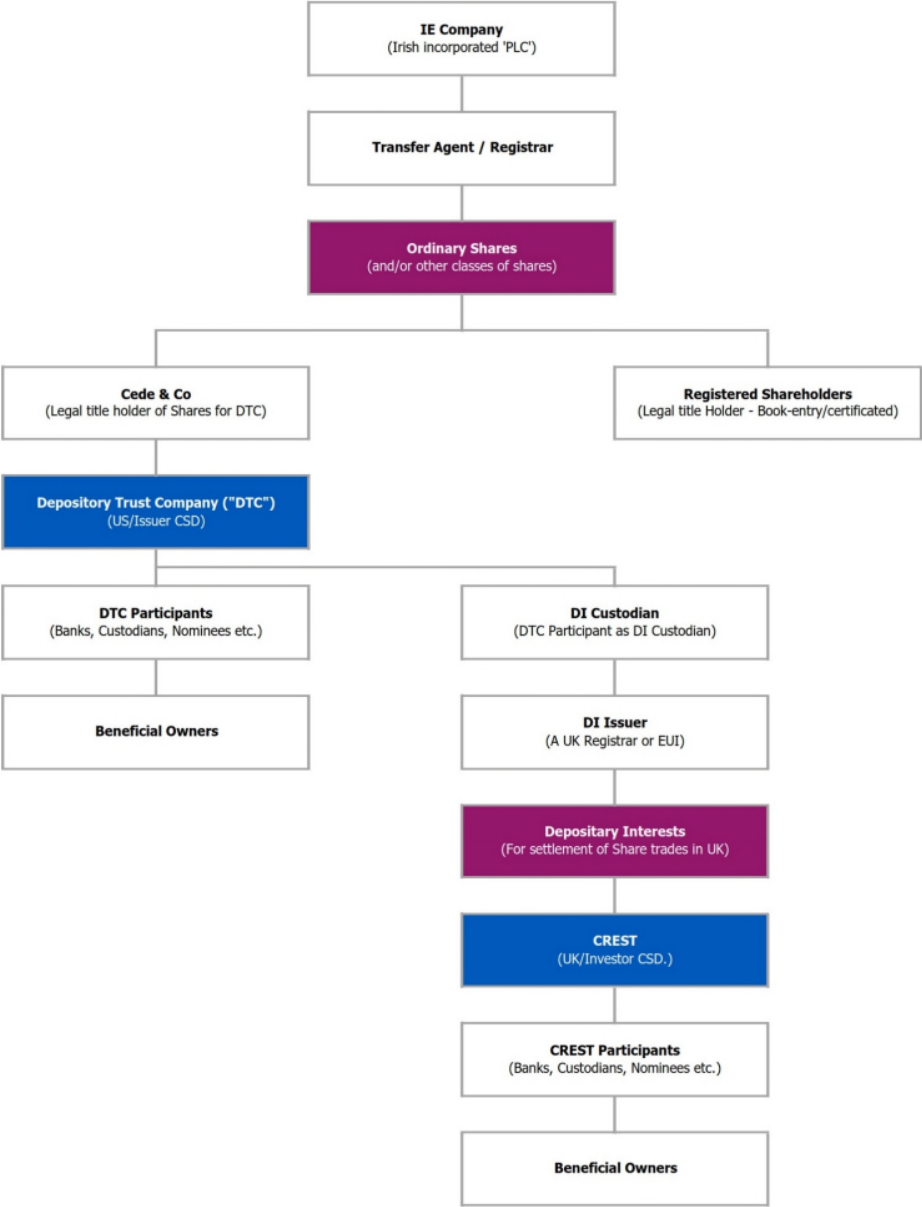 IE Company
(Irish incorporated 'PLC')
Transfer Agent / Registrar
Ordinary Shares
(and/or other classes of shares)
Cede & Co
(Legal title holder of Shares for DTC)
Registered Shareholders
(Legal title Holder - Book-entry/certificated)
Depository Trust Company ("DTC")
(US/Issuer CSD)
DTC Participants
(Banks, Custodians, Nominees etc.)
DI Custodian
(DTC Participant as DI Custodian)
Beneficial Owners
DI Issuer
(A UK Registrar or EUI)
Depositary Interests
(For settlement of Share trades in UK)
CREST
(UK/Investor CSD.)
CREST Participants
(Banks, Custodians, Nominees etc.)
Beneficial Owners